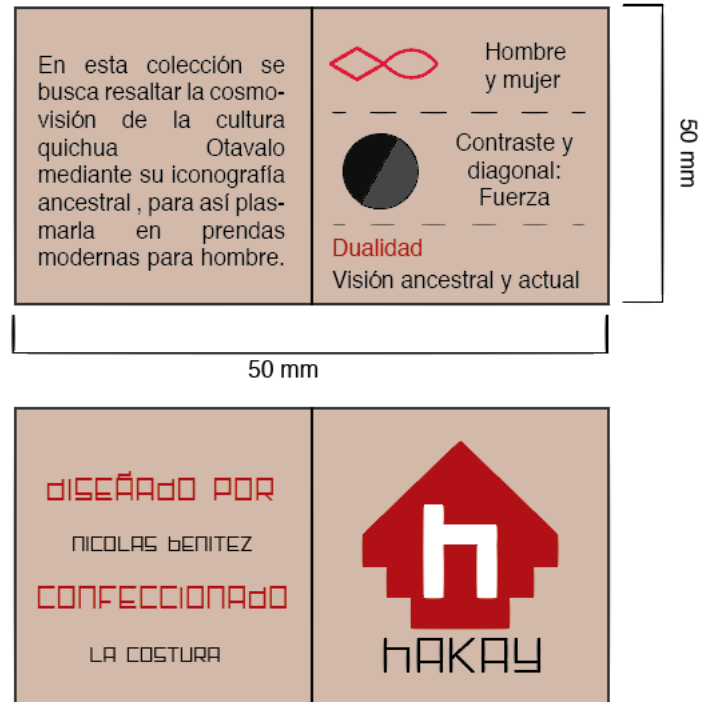 En esta colección se
busca resaltar la cosmo-
visión de la cultura
quichua Otavalo
mediante su iconografía
ancestral , para así plas-
marla en prendas
modernas para hombre.
Hombre
y mujer
Contraste y
diagonal:
Fuerza
Dualidad
Visión ancestral y actual
50 mm
50 mm
dISEÑAdO POR
NICOLAS bENITEZ
CONFECCIONAdO
LA COSTURA
h
hAKAY